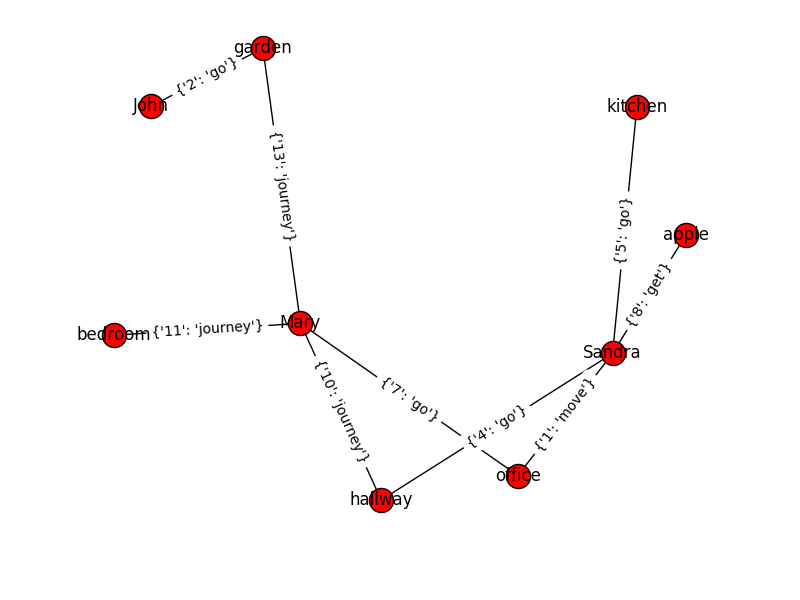 garden
{'2': 'go'}
John
kitchen
{'13': 'journey'}
{'5': 'go'}
apple
{'8': 'get'}
Mary
bedroom
{'11': 'journey'}
Sandra
{'10': 'journey'}
{'7': 'go'}
{'4': 'go'}
{'1': 'move'}
office
hallway